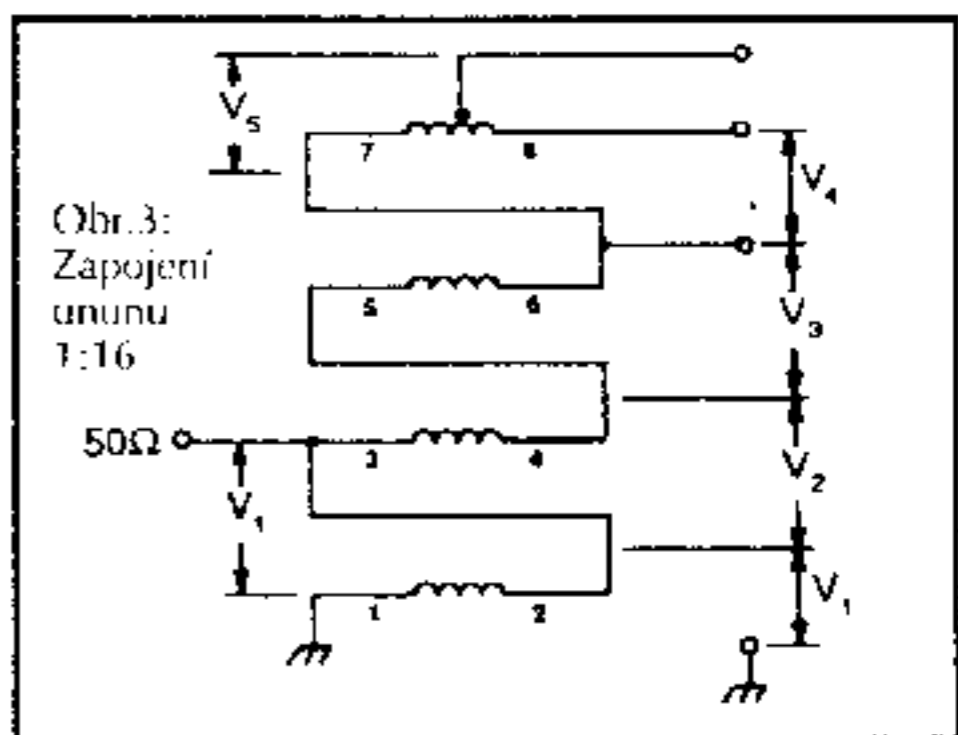 V5
7 8
V4
Obr.3:
Zapojení
ununu
1:16
5 6
V3
50Ω
3 4
V2
V1
1 2
V1